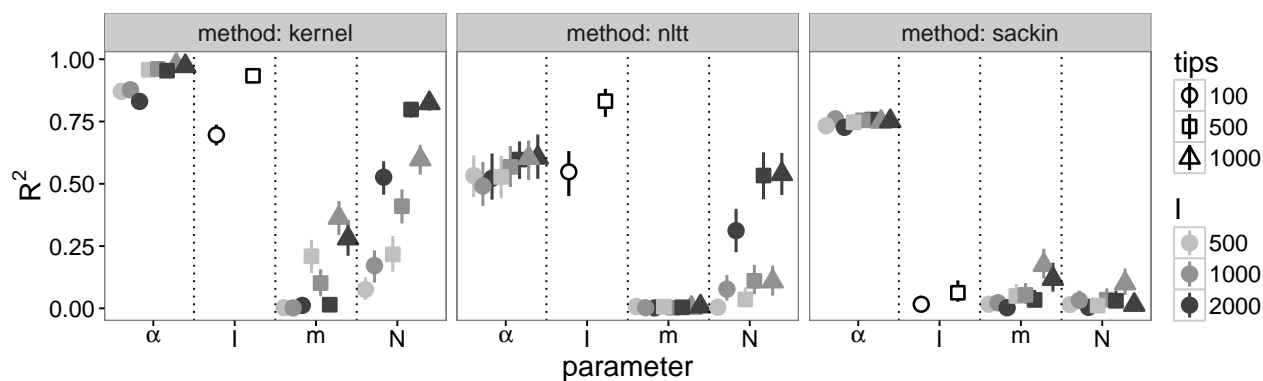 method: kernel method: nltt method: sackin
R²
1.00
0.75
0.50
0.25
0.00
α I m N α I m N α I m N
parameter
tips
100
500
1000
I
500
1000
2000